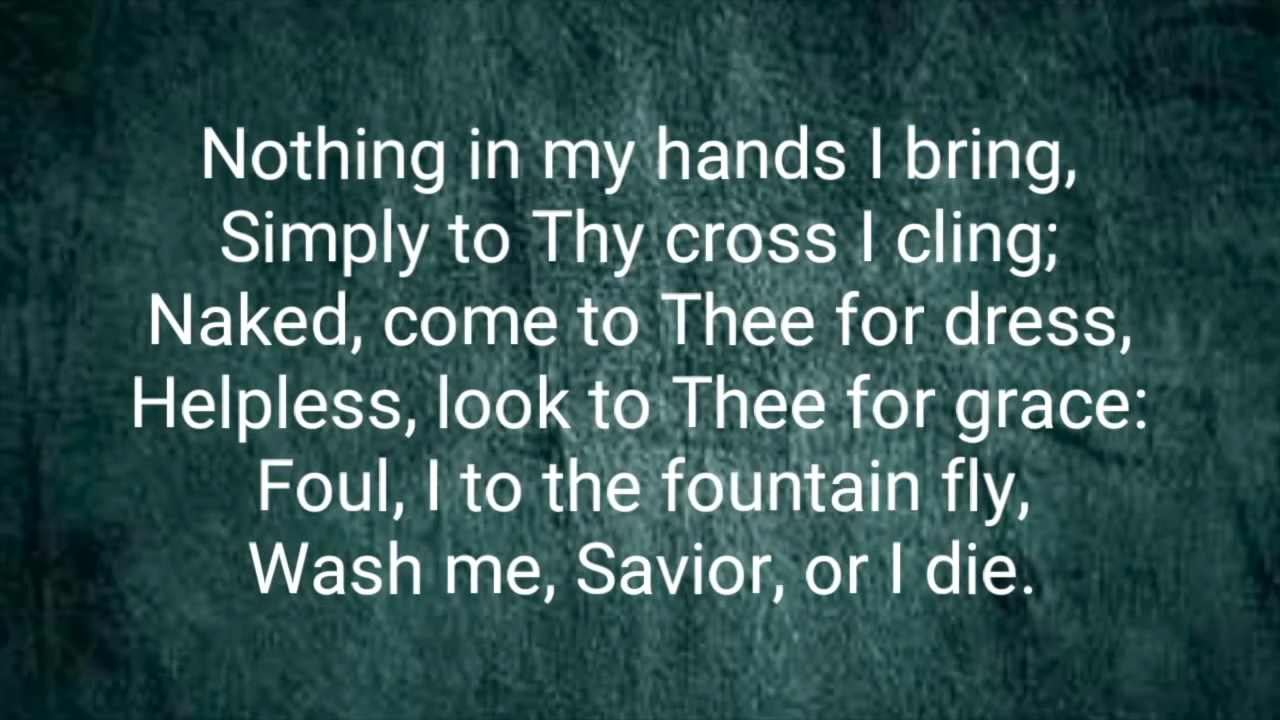 Nothing in my hands I bring,
Simply to Thy cross I cling;
Naked, come to Thee for dress,
Helpless, look to Thee for grace:
Foul, I to the fountain fly,
Wash me, Savior, or I die.